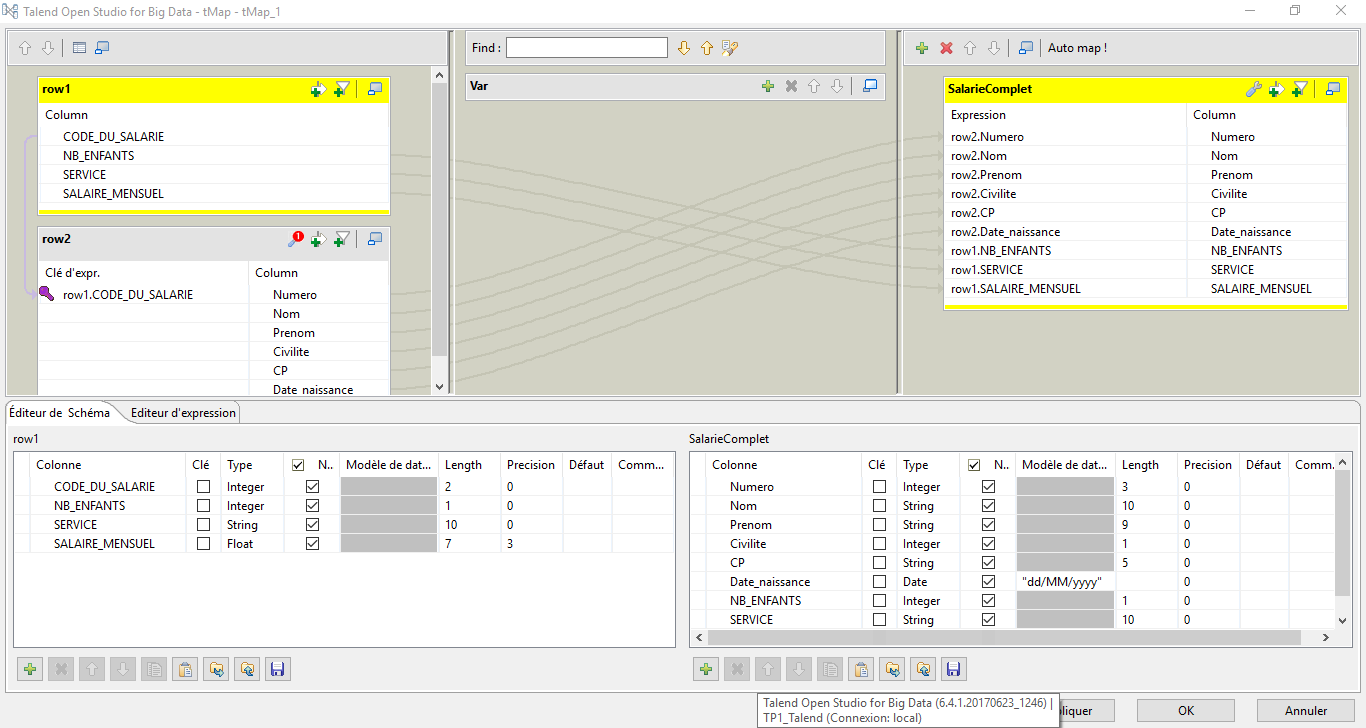 Talend Open Studio for Big Data - tMap - tMap_1
Find :
Auto map !
row1
Column
CODE_DU_SALARIE
NB_ENFANTS
SERVICE
SALAIRE_MENSUEL
row2
1
Clé d'expr. Column
row1.CODE_DU_SALARIE Numero
Nom
Prenom
Civilite
CP
Date_naissance
Var
SalarieComplet
Expression Column
row2.Numero Numero
row2.Nom Nom
row2.Prenom Prenom
row2.Civilite Civilite
row2.CP CP
row2.Date_naissance Date_naissance
row1.NB_ENFANTS NB_ENFANTS
row1.SERVICE SERVICE
row1.SALAIRE_MENSUEL SALAIRE_MENSUEL
Éditeur de Schéma Editeur d'expression
row1
Colonne Clé Type N.. Modèle de dat... Length Precision Défaut Comm...
CODE_DU_SALARIE Integer 2 0
NB_ENFANTS Integer 1 0
SERVICE String 10 0
SALAIRE_MENSUEL Float 7 3
SalarieComplet
Colonne Clé Type N.. Modèle de dat... Length Precision Défaut Comm.
Numero Integer 3 0
Nom String 10 0
Prenom String 9 0
Civilite Integer 1 0
CP String 5 0
Date_naissance Date "dd/MM/yyyy" 0
NB_ENFANTS Integer 1 0
SERVICE String 10 0
Talend Open Studio for Big Data (6.4.1.20170623_1246) |
TP1_Talend (Connexion: local)
pliquer OK Annuler